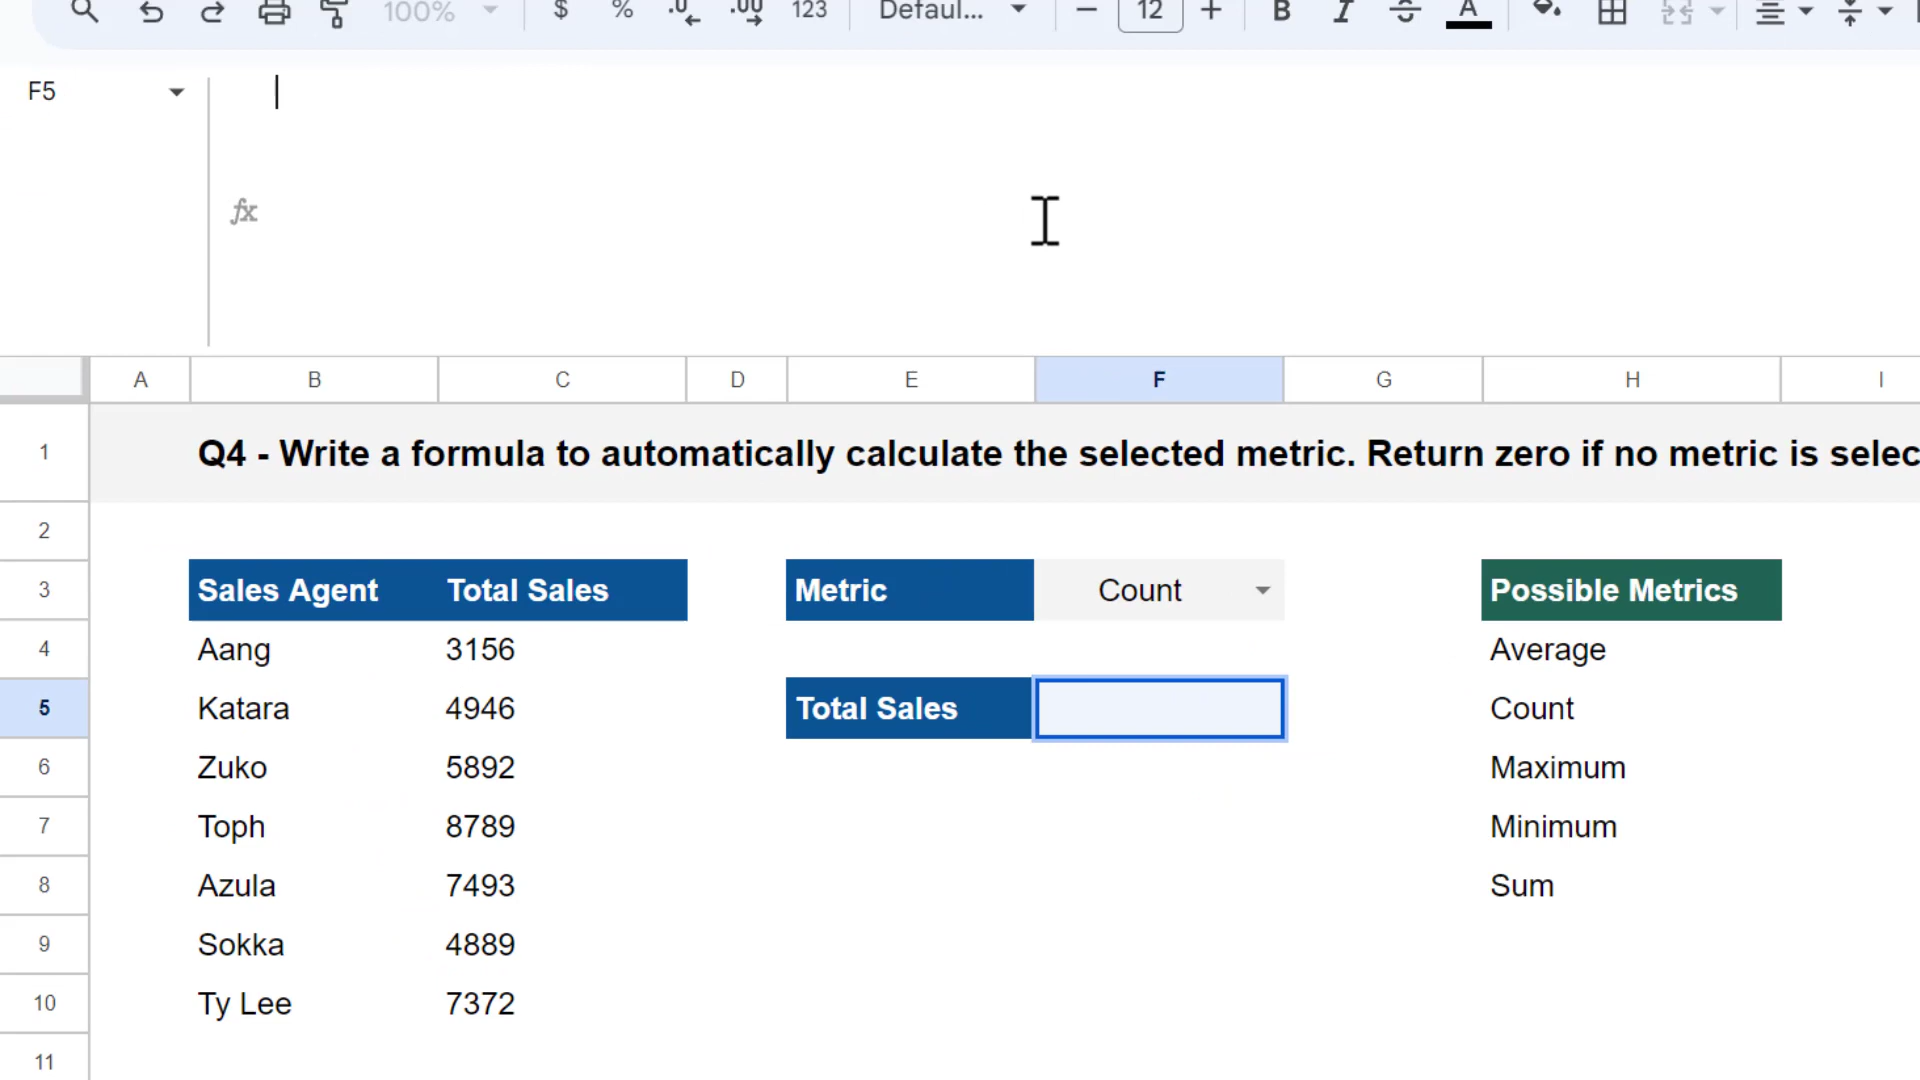 100% $ % .0 .00 123 Defaul... 12 B I A
F5
fx
A B C D E F G H I
1 Q4 - Write a formula to automatically calculate the selected metric. Return zero if no metric is selec
2
3 Sales Agent Total Sales Metric Count Possible Metrics
4 Aang 3156 Average
5 Katara 4946 Total Sales Count
6 Zuko 5892 Maximum
7 Toph 8789 Minimum
8 Azula 7493 Sum
9 Sokka 4889
10 Ty Lee 7372
11